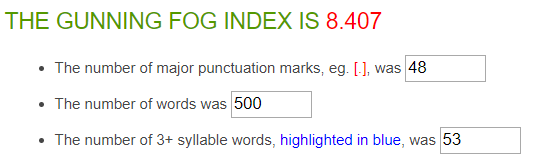 THE GUNNING FOG INDEX IS 8.407
• The number of major punctuation marks, eg. [.], was 48
• The number of words was 500
• The number of 3+ syllable words, highlighted in blue, was 53